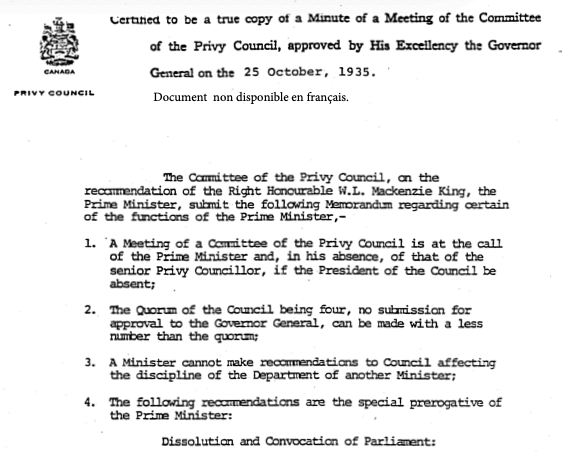 Certified to be a true copy of a Minute of a Meeting of the Committee
of the Privy Council, approved by His Excellency the Governor
General on the 25 October, 1935.
CANADA
PRIVY COUNCIL
Document non disponible en français.
The Committee of the Privy Council, on the
recommendation of the Right Honourable W.L. Mackenzie King, the
Prime Minister, submit the following Memorandum regarding certain
of the functions of the Prime Minister,-
1. A Meeting of a Committee of the Privy Council is at the call
of the Prime Minister and, in his absence, of that of the
senior Privy Councillor, if the President of the Council be
absent;
2. The Quorum of the Council being four, no submission for
approval to the Governor General, can be made with a less
number than the quorum;
3. A Minister cannot make recommendations to Council affecting
the discipline of the Department of another Minister;
4. The following recommendations are the special prerogative of
the Prime Minister:
Dissolution and Convocation of Parliament: